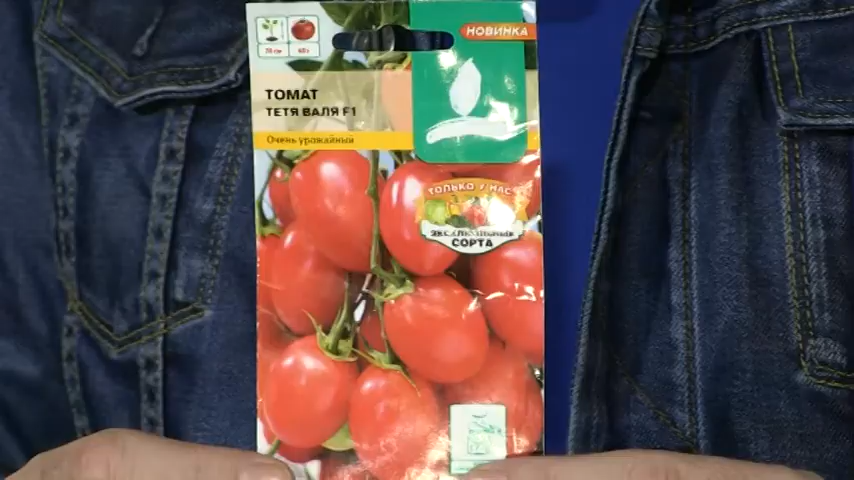 НОВИНКА
ТОМАТ
ТЕТЯ ВАЛЯ F1
Очень урожайный
ТОЛЬКО У НАС
ЭКСКЛЮЗИВНЫЕ
СОРТА